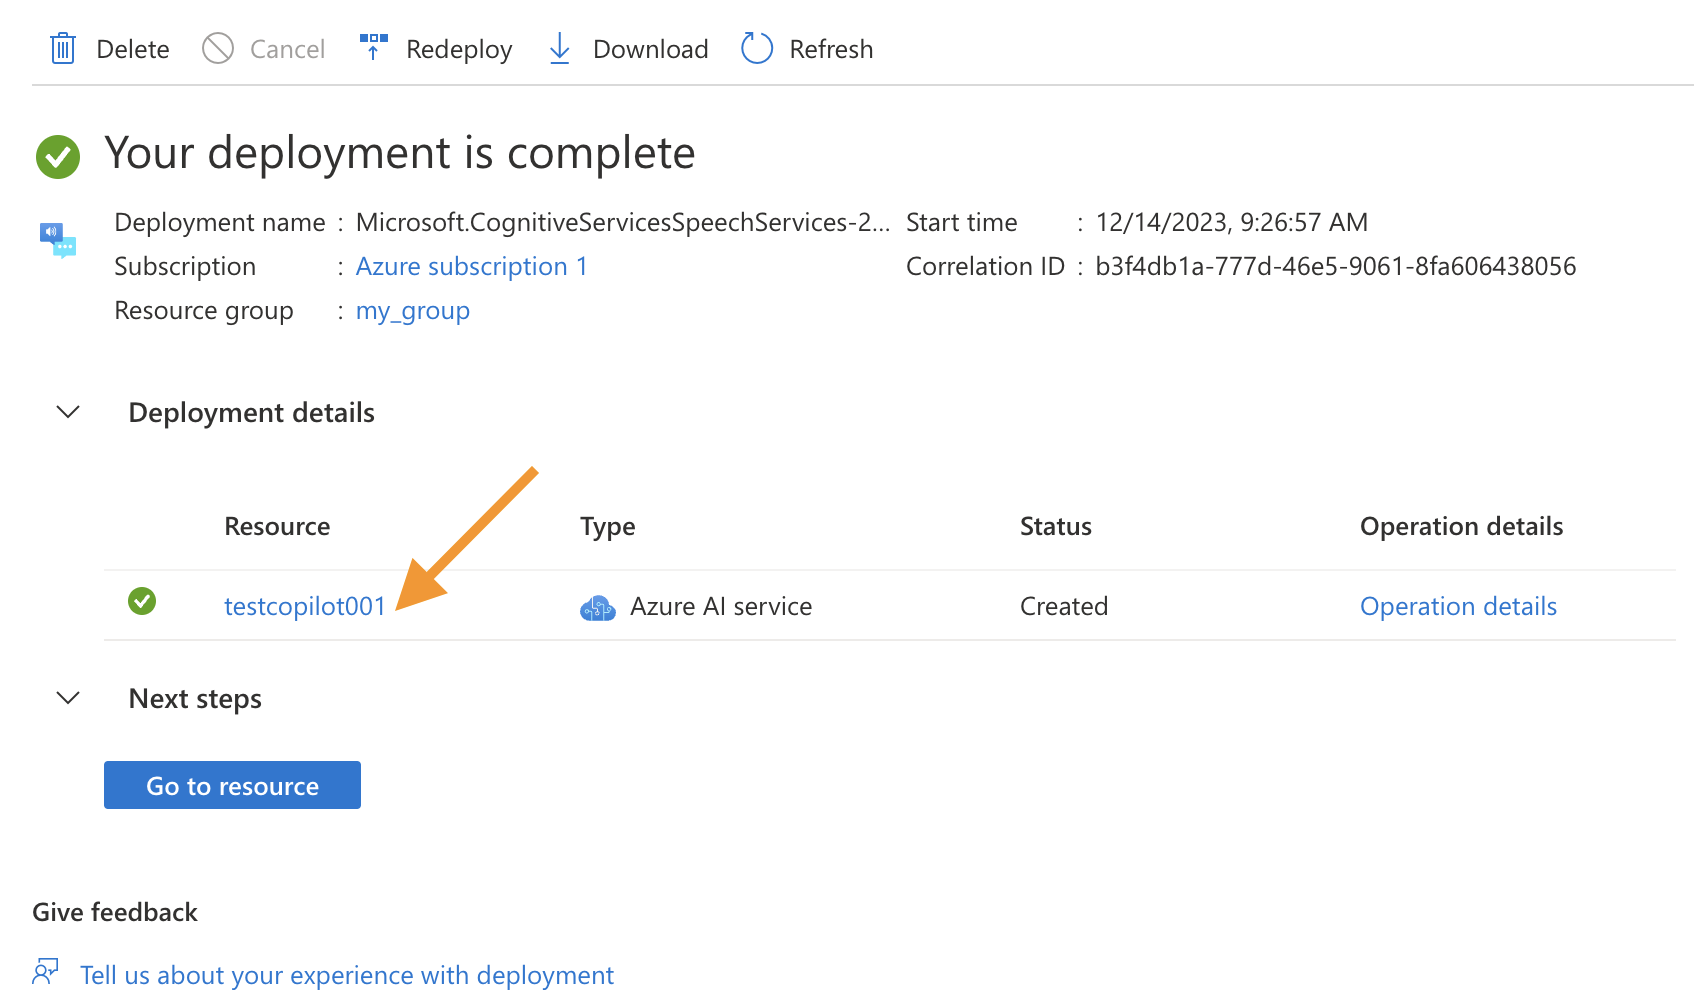 Delete Cancel Redeploy Download Refresh
Your deployment is complete
Deployment name : Microsoft.CognitiveServicesSpeechServices-2... Start time : 12/14/2023, 9:26:57 AM
Subscription : Azure subscription 1 Correlation ID : b3f4db1a-777d-46e5-9061-8fa606438056
Resource group : my_group
Deployment details
Resource Type Status Operation details
testcopilot001 Azure AI service Created Operation details
Next steps
Go to resource
Give feedback
Tell us about your experience with deployment